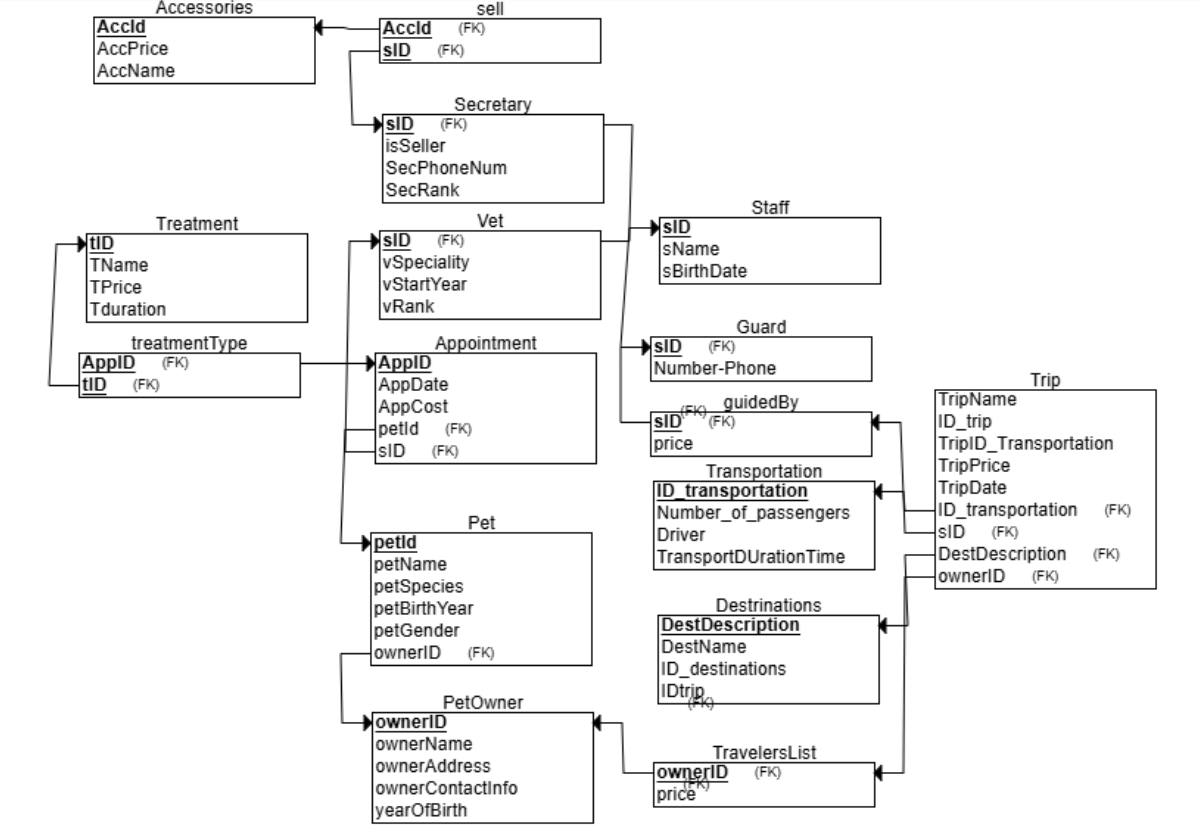 Accessories
AccId
AccPrice
AccName
sell
AccId (FK)
sID (FK)
Secretary
sID (FK)
isSeller
SecPhoneNum
SecRank
Treatment
tID
TName
TPrice
Tduration
Vet
sID (FK)
vSpeciality
vStartYear
vRank
Staff
sID
sName
sBirthDate
treatmentType
AppID (FK)
tID (FK)
Appointment
AppID
AppDate
AppCost
petId (FK)
sID (FK)
Guard
sID (FK)
Number-Phone
guidedBy
(FK)
sID (FK)
price
Trip
TripName
ID_trip
TripID_Transportation
TripPrice
TripDate
ID_transportation (FK)
sID (FK)
DestDescription (FK)
ownerID (FK)
Transportation
ID_transportation
Number_of_passengers
Driver
TransportDUrationTime
Pet
petId
petName
petSpecies
petBirthYear
petGender
ownerID (FK)
Destrinations
DestDescription
DestName
ID_destinations
IDtrip
(FK)
PetOwner
ownerID
ownerName
ownerAddress
ownerContactInfo
yearOfBirth
TravelersList
ownerID (FK)
(FK)
price